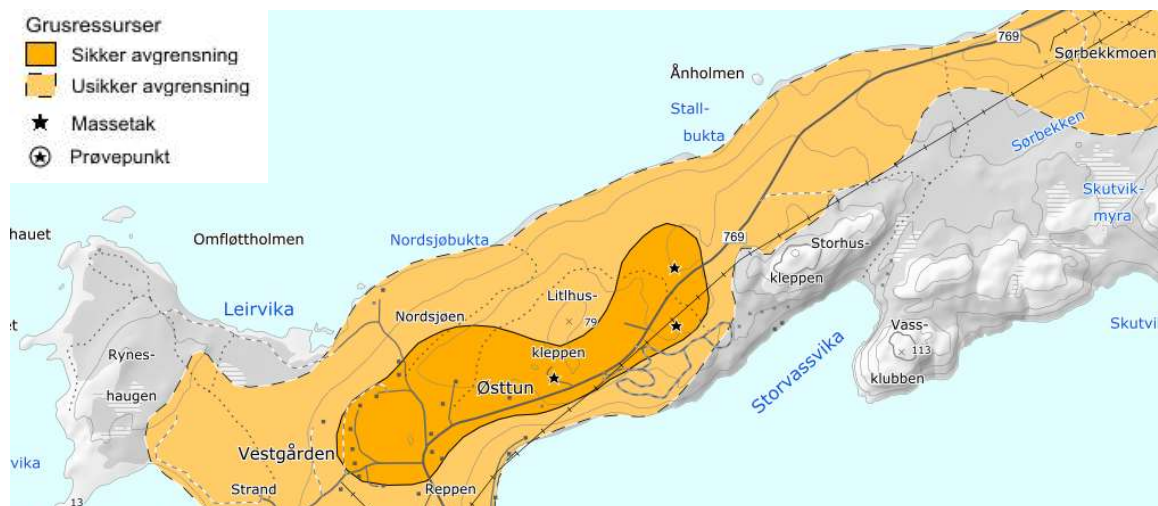 Grusressurser
Sikker avgrensning
Usikker avgrensning
Massetak
Prøvepunkt
769
Sørbekkmoen
Ånholmen
Stall-
bukta
Sørbekken
Skutvik-
myra
hauet
Omfløttholmen
Nordsjøbukta
769
Storhus-
kleppen
Leirvika
Litlhus-
Nordsjøen
79
kleppen
Rynes-
haugen
Østtun
Storvassvika
Vass-
113
klubben
Skutvi
et
Vestgården
vika
Strand
Reppen
13